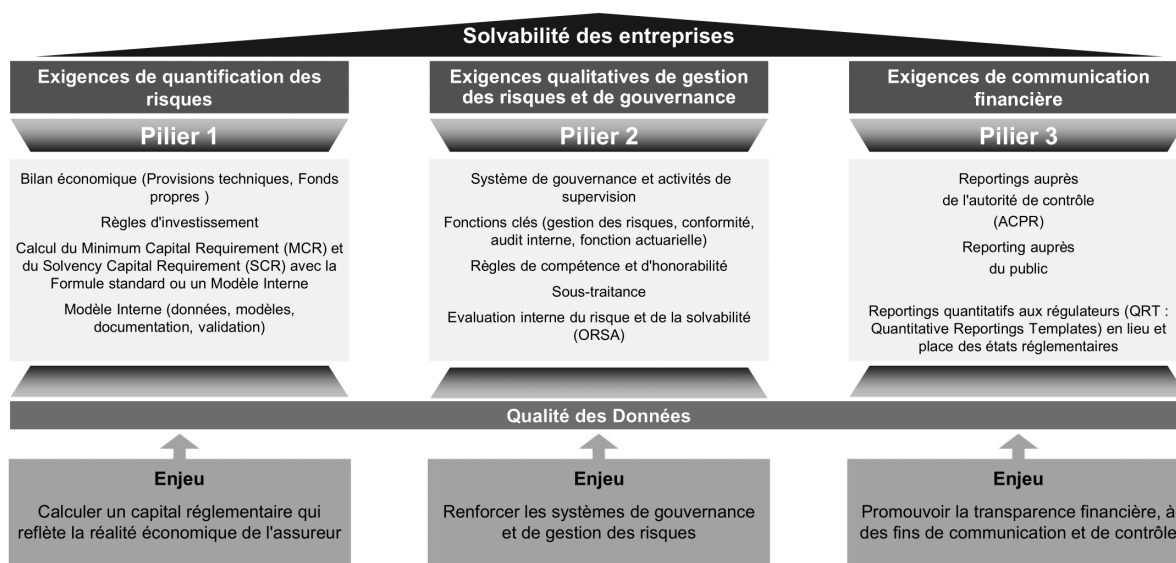 Solvabilité des entreprises
Exigences de quantification des
risques
Pilier 1
Bilan économique (Provisions techniques, Fonds
propres )
Règles d'investissement
Calcul du Minimum Capital Requirement (MCR) et
du Solvency Capital Requirement (SCR) avec la
Formule standard ou un Modèle Interne
Modèle Interne (données, modèles,
documentation, validation)
Exigences qualitatives de gestion
des risques et de gouvernance
Pilier 2
Système de gouvernance et activités de
supervision
Fonctions clés (gestion des risques, conformité,
audit interne, fonction actuarielle)
Règles de compétence et d'honorabilité
Sous-traitance
Evaluation interne du risque et de la solvabilité
(ORSA)
Exigences de communication
financière
Pilier 3
Reportings auprès
de l'autorité de contrôle
(ACPR)
Reporting auprès
du public
Reportings quantitatifs aux régulateurs (QRT :
Quantitative Reportings Templates) en lieu et
place des états réglementaires
Qualité des Données
Enjeu
Calculer un capital réglementaire qui
reflète la réalité économique de l'assureur
Enjeu
Renforcer les systèmes de gouvernance
et de gestion des risques
Enjeu
Promouvoir la transparence financière, à
des fins de communication et de contrôle